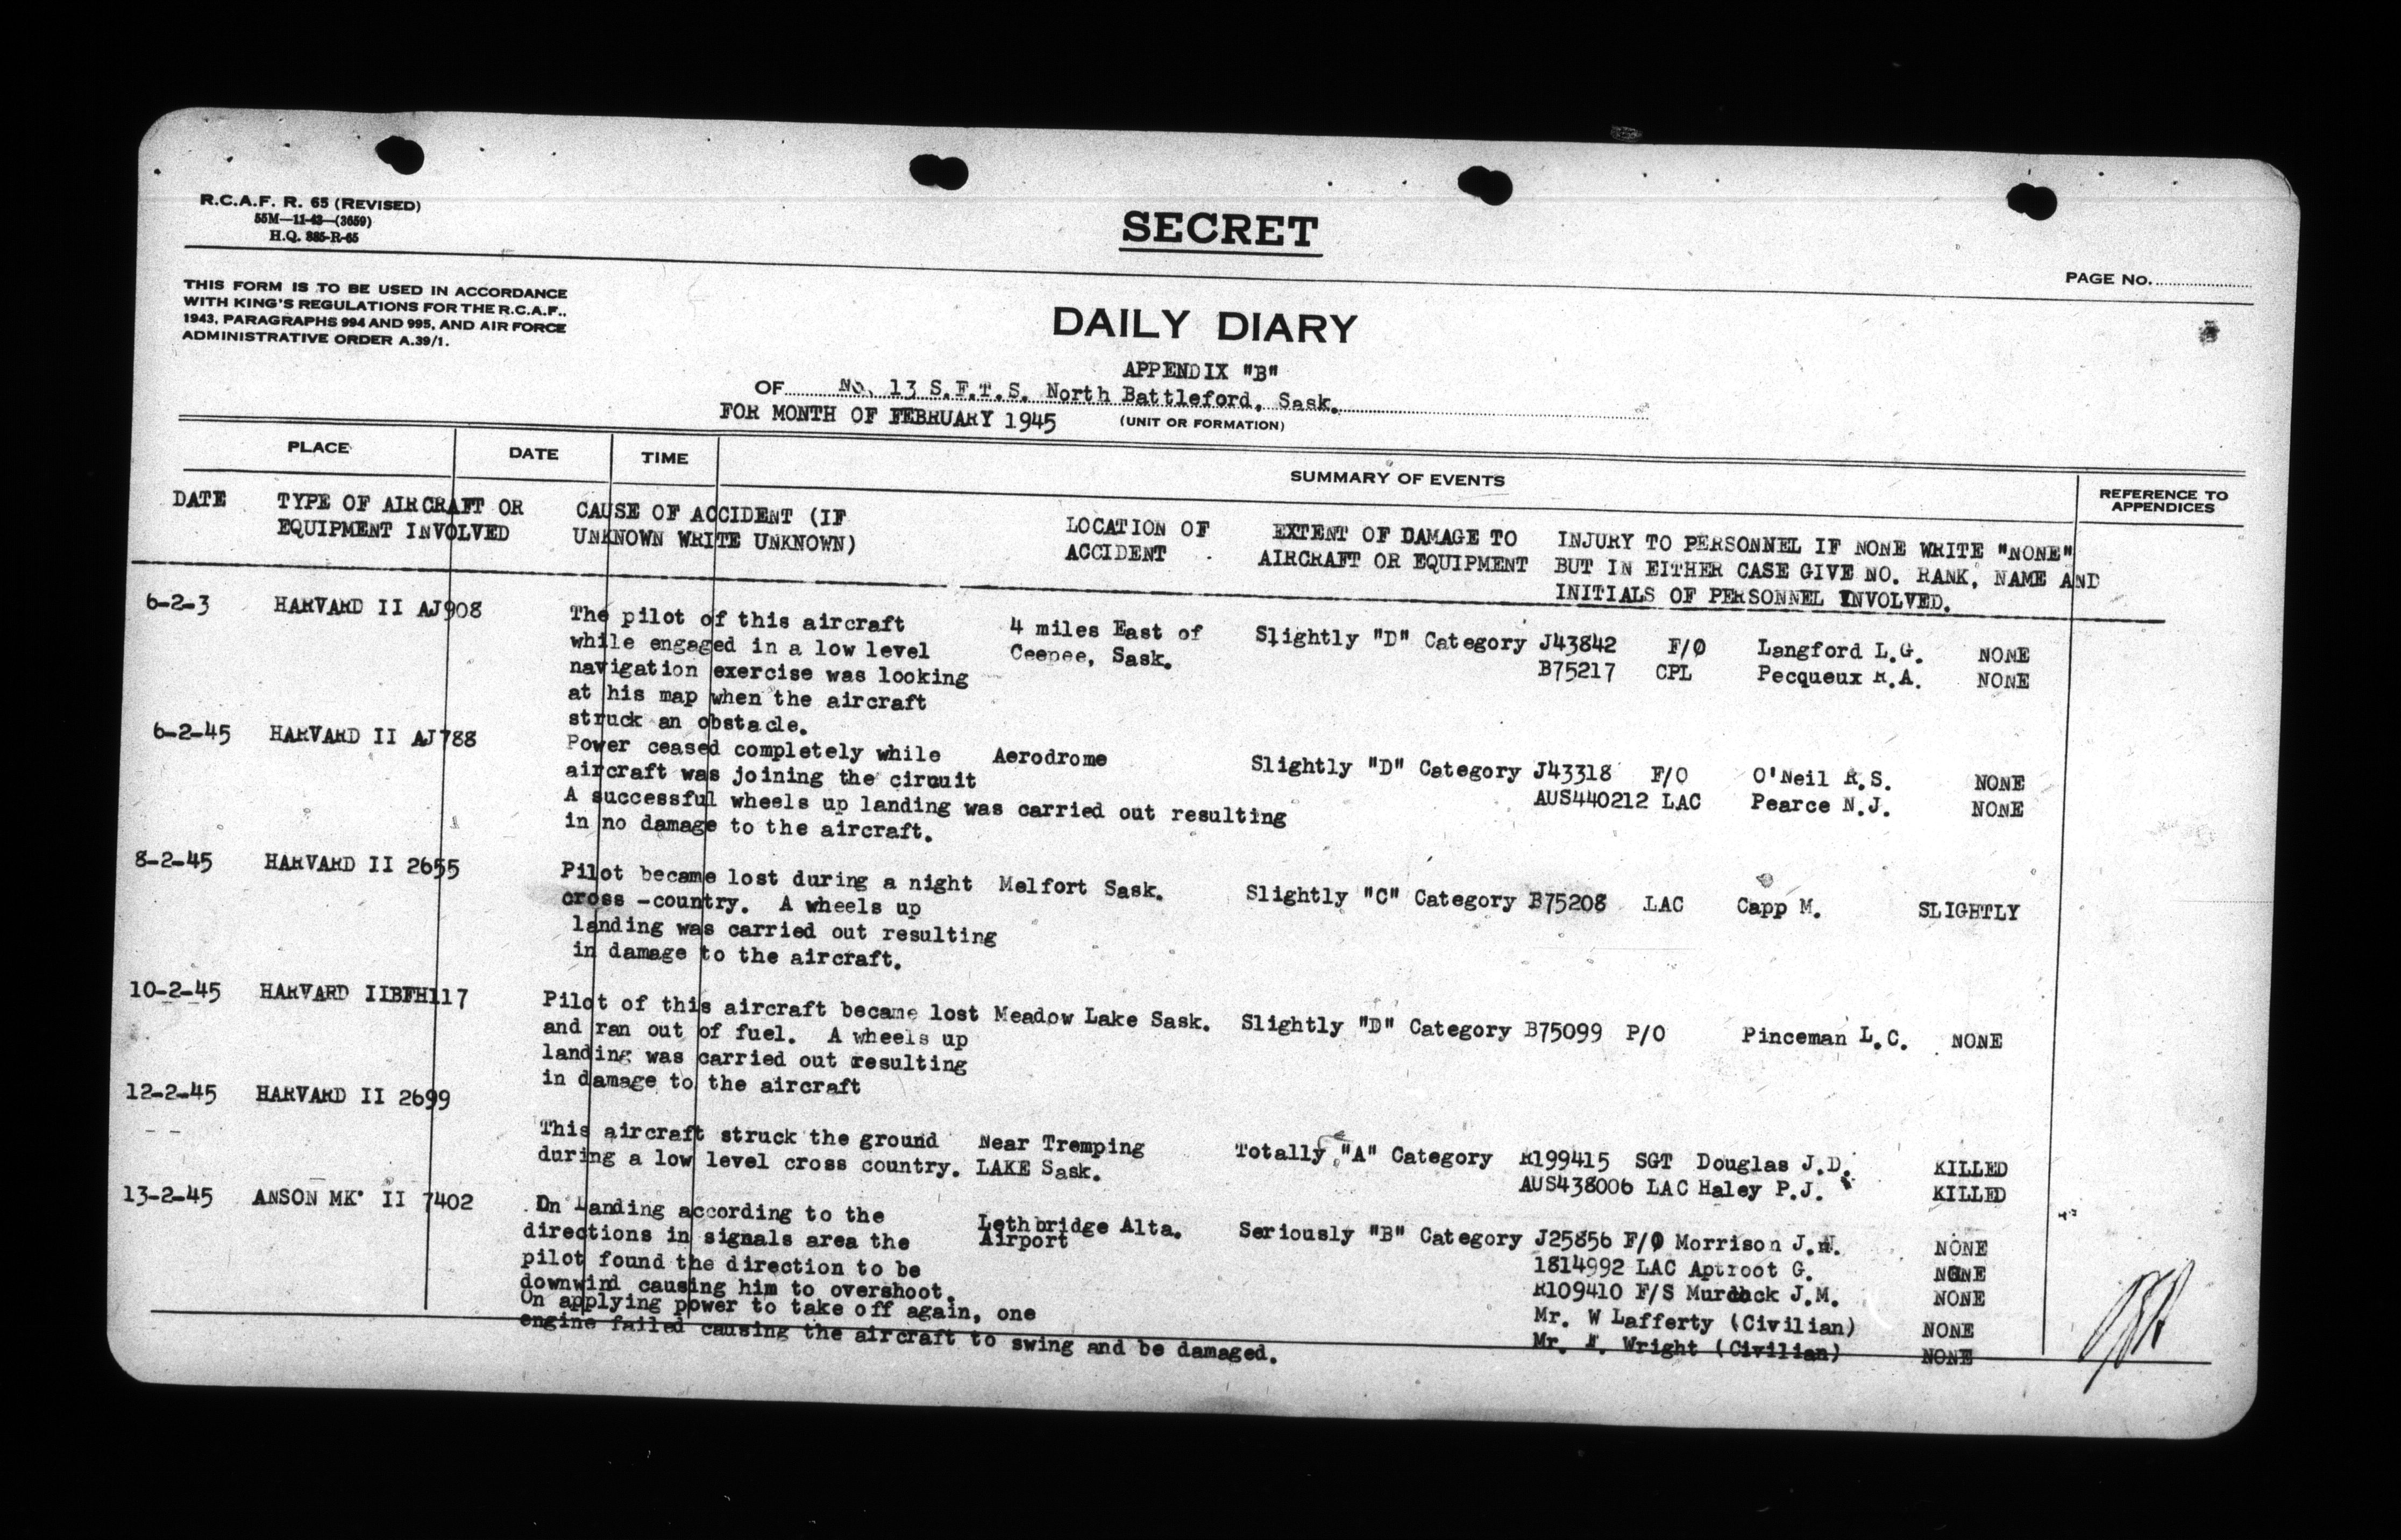 R.C.A.F. R. 65 (REVISED)
55M—11-43—(3659)
H.Q. 885-R-65
SECRET
PAGE No.
THIS FORM IS TO BE USED IN ACCORDANCE
WITH KING'S REGULATIONS FOR THE R.C.A.F.,
1943, PARAGRAPHS 994 AND 995, AND AIR FORCE
ADMINISTRATIVE ORDER A.39/1.
DAILY DIARY
APPENDIX "B"
OF No. 13 S.F.T.S. North Battleford, Sask.
FOR MONTH OF FEBRUARY 1945 (UNIT OR FORMATION)
PLACE DATE TIME SUMMARY OF EVENTS REFERENCE TO
APPENDICES
DATE TYPE OF AIRCRAFT OR CAUSE OF ACCIDENT (IF LOCATION OF EXTENT OF DAMAGE TO INJURY TO PERSONNEL IF NONE WRITE "NONE"
EQUIPMENT INVOLVED UNKNOWN WRITE UNKNOWN) ACCIDENT AIRCRAFT OR EQUIPMENT BUT IN EITHER CASE GIVE NO. RANK, NAME AND
INITIALS OF PERSONNEL INVOLVED.
6-2-3 HARVARD II AJ908 The pilot of this aircraft 4 miles East of Slightly "D" Category J43842 F/O Langford L.G. NONE
while engaged in a low level Ceepee, Sask. B75217 CPL Pecqueux R.A. NONE
navigation exercise was looking
at his map when the aircraft
struck an obstacle.
6-2-45 HARVARD II AJ788 Power ceased completely while Aerodrome Slightly "D" Category J43318 F/O O'Neil R.S. NONE
aircraft was joining the circuit AUS440212 LAC Pearce N.J. NONE
A successful wheels up landing was carried out resulting
in no damage to the aircraft.
8-2-45 HARVARD II 2655 Pilot became lost during a night Melfort Sask. Slightly "C" Category B75208 LAC Capp M. SLIGHTLY
cross -country. A wheels up
landing was carried out resulting
in damage to the aircraft.
10-2-45 HARVARD IIBFH117 Pilot of this aircraft became lost Meadow Lake Sask. Slightly "D" Category B75099 P/O Pinceman L.C. NONE
and ran out of fuel. A wheels up
landing was carried out resulting
in damage to the aircraft
12-2-45 HARVARD II 2699
This aircraft struck the ground Near Tremping Totally "A" Category R199415 SGT Douglas J.D. KILLED
during a low level cross country. LAKE Sask. AUS438006 LAC Haley P.J. KILLED
13-2-45 ANSON MK II 7402 On Landing according to the Lethbridge Alta. Seriously "B" Category J25856 F/O Morrison NONE
directions in signals area the Airport 1814992 LAC Aptroot G. NONE
pilot found the direction to be R109410 F/S Murdock J.M. NONE
downwind causing him to overshoot. Mr. W Lafferty (Civilian) NONE
On applying power to take off again, one Mr. Wright (Civilian) NONE
engine failed causing the aircraft to swing and be damaged.